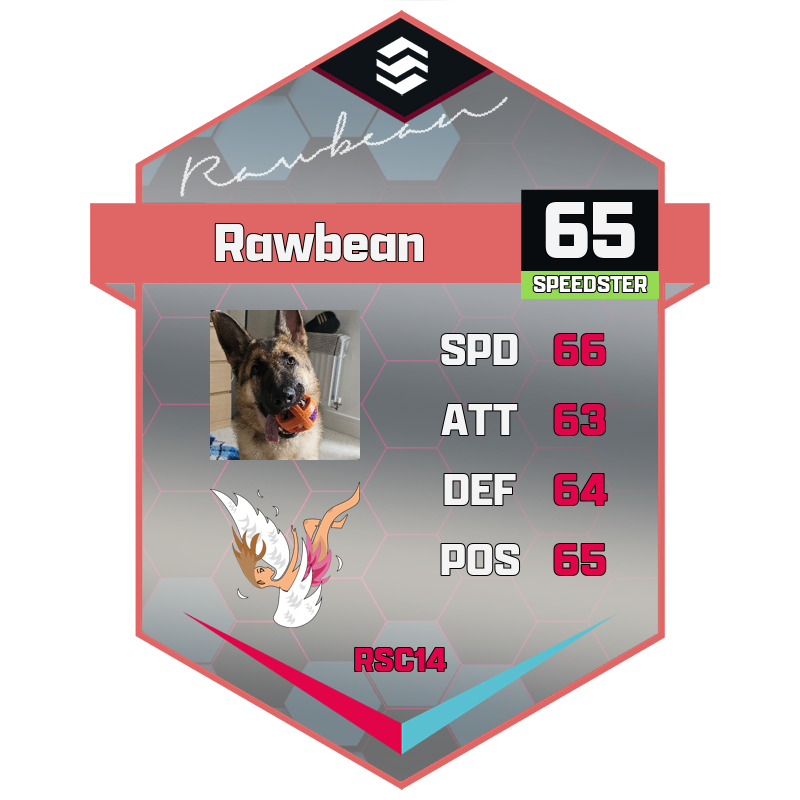 Rawbean
Rawbean
65
SPEEDSTER
SPD 66
ATT 63
DEF 64
POS 65
RSC14